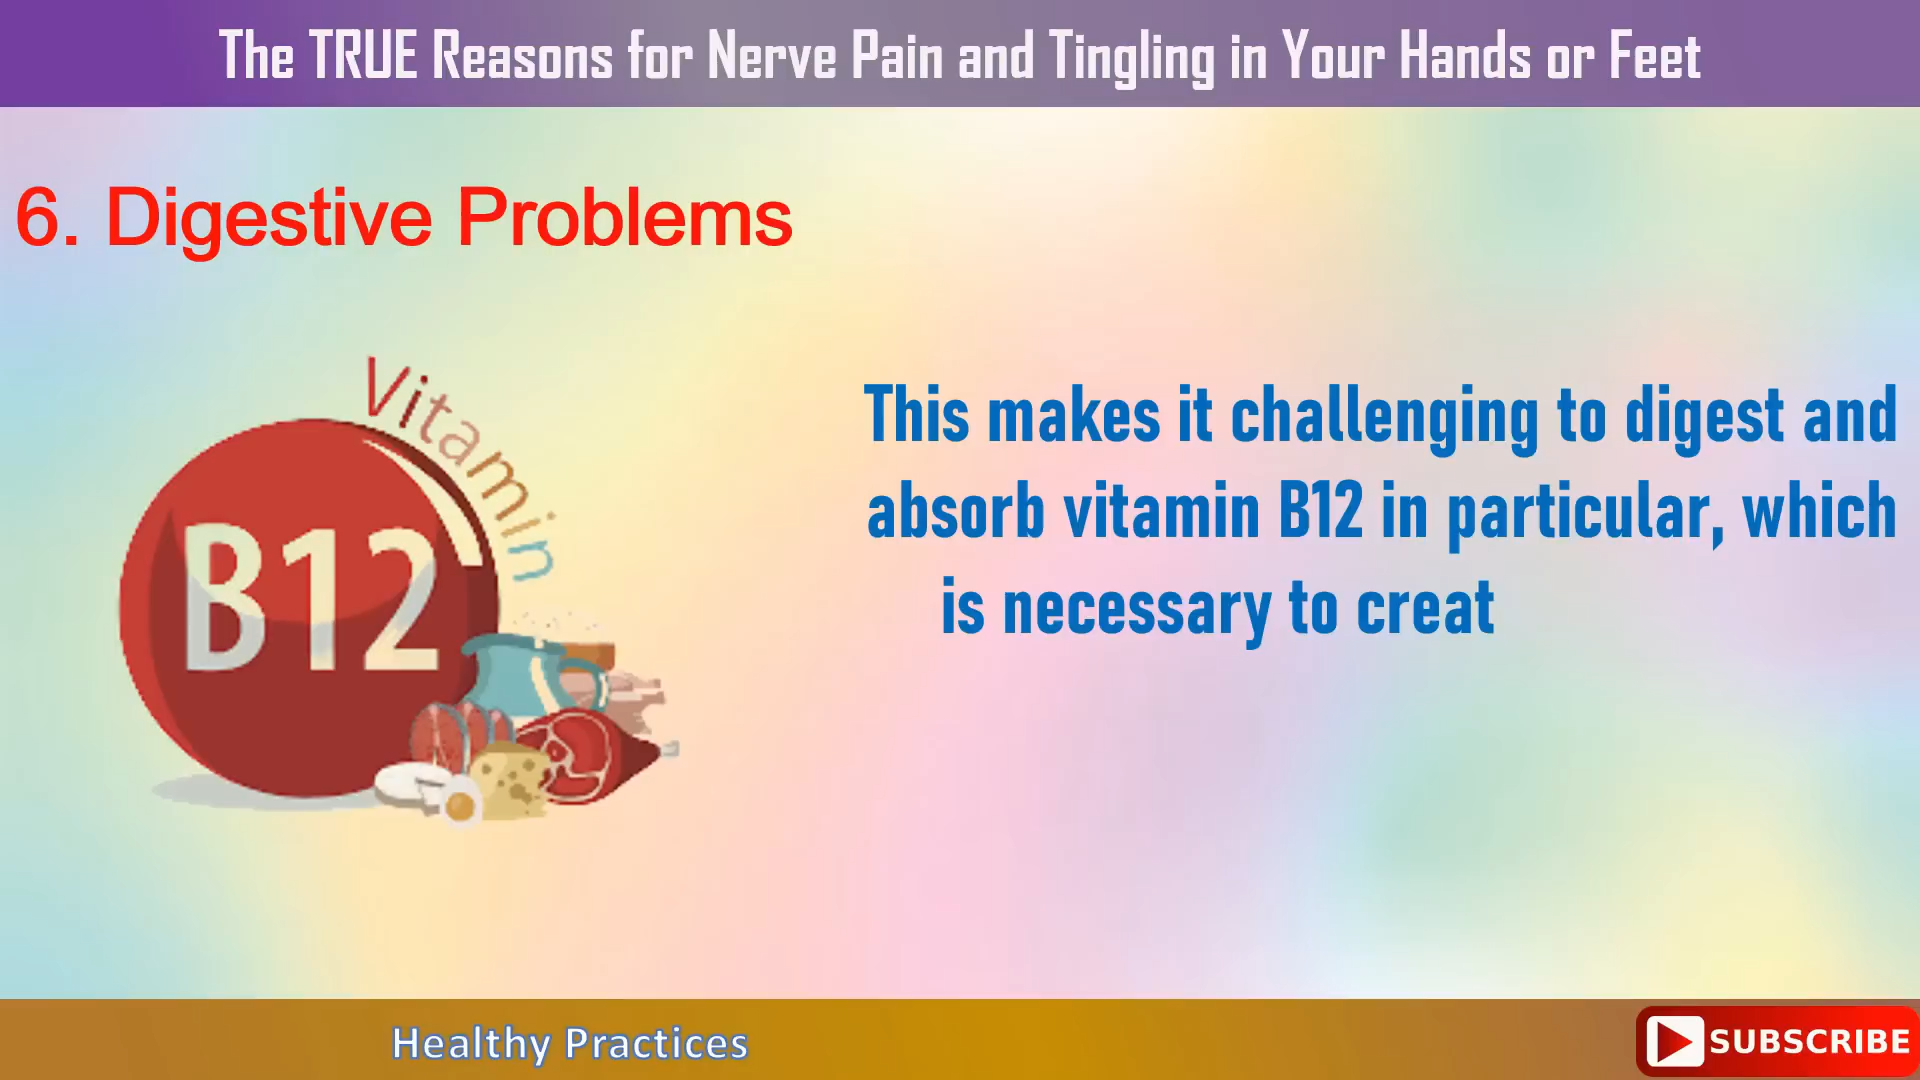 The TRUE Reasons for Nerve Pain and Tingling in Your Hands or Feet
6. Digestive Problems
Vitamin
B12
This makes it challenging to digest and
absorb vitamin B12 in particular, which
is necessary to creat
Healthy Practices
SUBSCRIBE